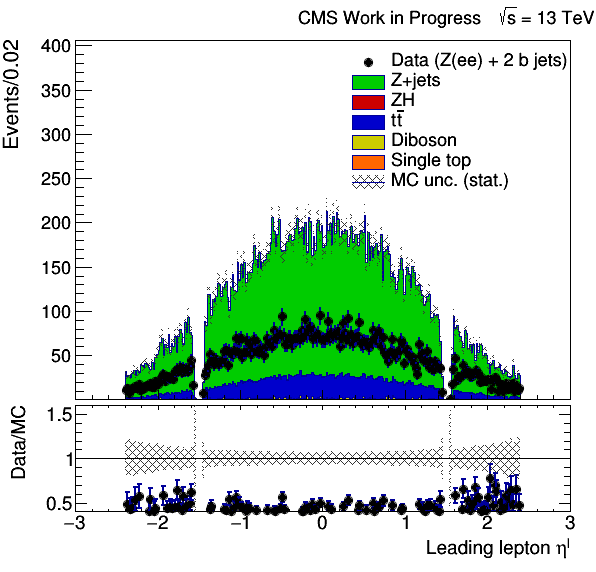 CMS Work in Progress √s = 13 TeV
Events/0.02
400
350
300
250
200
150
100
50
Data (Z(ee) + 2 b jets)
Z+jets
ZH
tt̅
Diboson
Single top
MC unc. (stat.)
Data/MC
1.5
1
0.5
−3 −2 −1 0 1 2 3
Leading lepton ηˡ